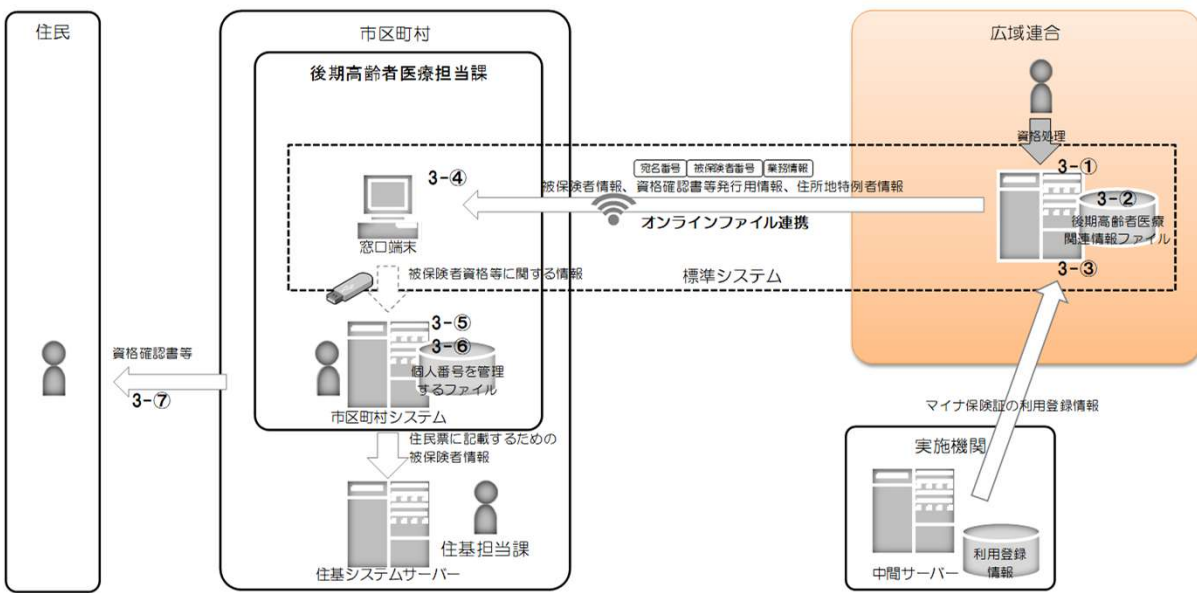 住民
市区町村
広域連合
後期高齢者医療担当課
資格処理
宛名番号 被保険者番号 業務情報
被保険者情報、資格確認書等発行用情報、住所地特例者情報
オンラインファイル連携
3-①
3-②
後期高齢者医療
関連情報ファイル
3-③
標準システム
3-④
窓口端末
被保険者資格等に関する情報
3-⑤
3-⑥
個人番号を管理
するファイル
市区町村システム
資格確認書等
3-⑦
住民票に記載するための
被保険者情報
住基担当課
住基システムサーバー
マイナ保険証の利用登録情報
実施機関
中間サーバー
利用登録
情報